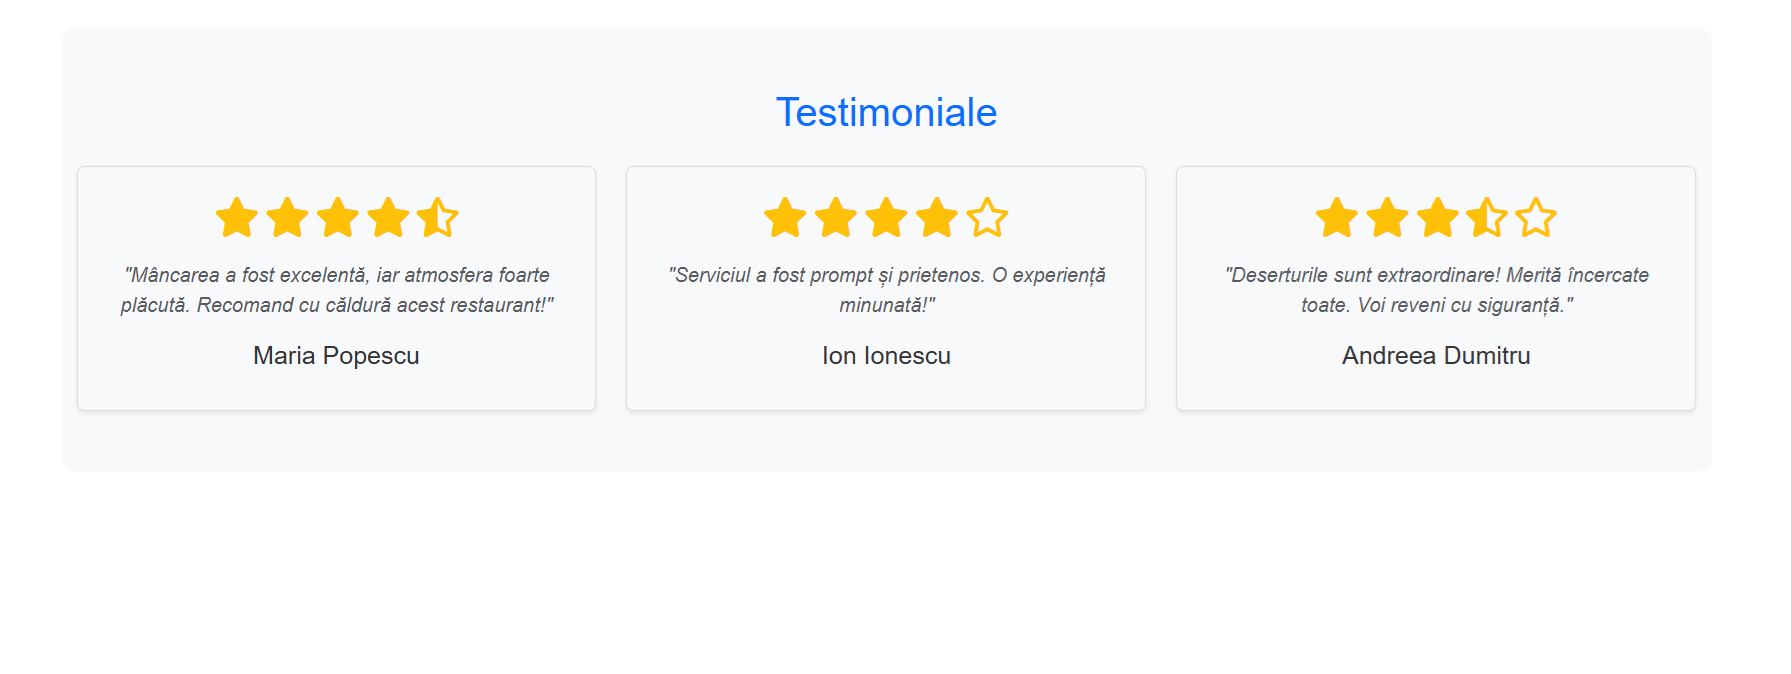 Testimoniale
"Mâncarea a fost excelentă, iar atmosfera foarte
plăcută. Recomand cu căldură acest restaurant!"
Maria Popescu
"Serviciul a fost prompt și prietenos. O experiență
minunată!"
Ion Ionescu
"Deserturile sunt extraordinare! Merită încercate
toate. Voi reveni cu siguranță."
Andreea Dumitru